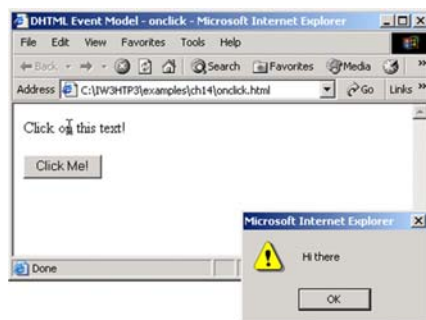 DHTML Event Model - onclick - Microsoft Internet Explorer
File Edit View Favorites Tools Help
Back Search Favorites Media »
Address C:\IW3HTP3\examples\ch14\onclick.html Go Links »
Click on this text!
Click Me!
Microsoft Internet Explorer
Hi there
OK
Done